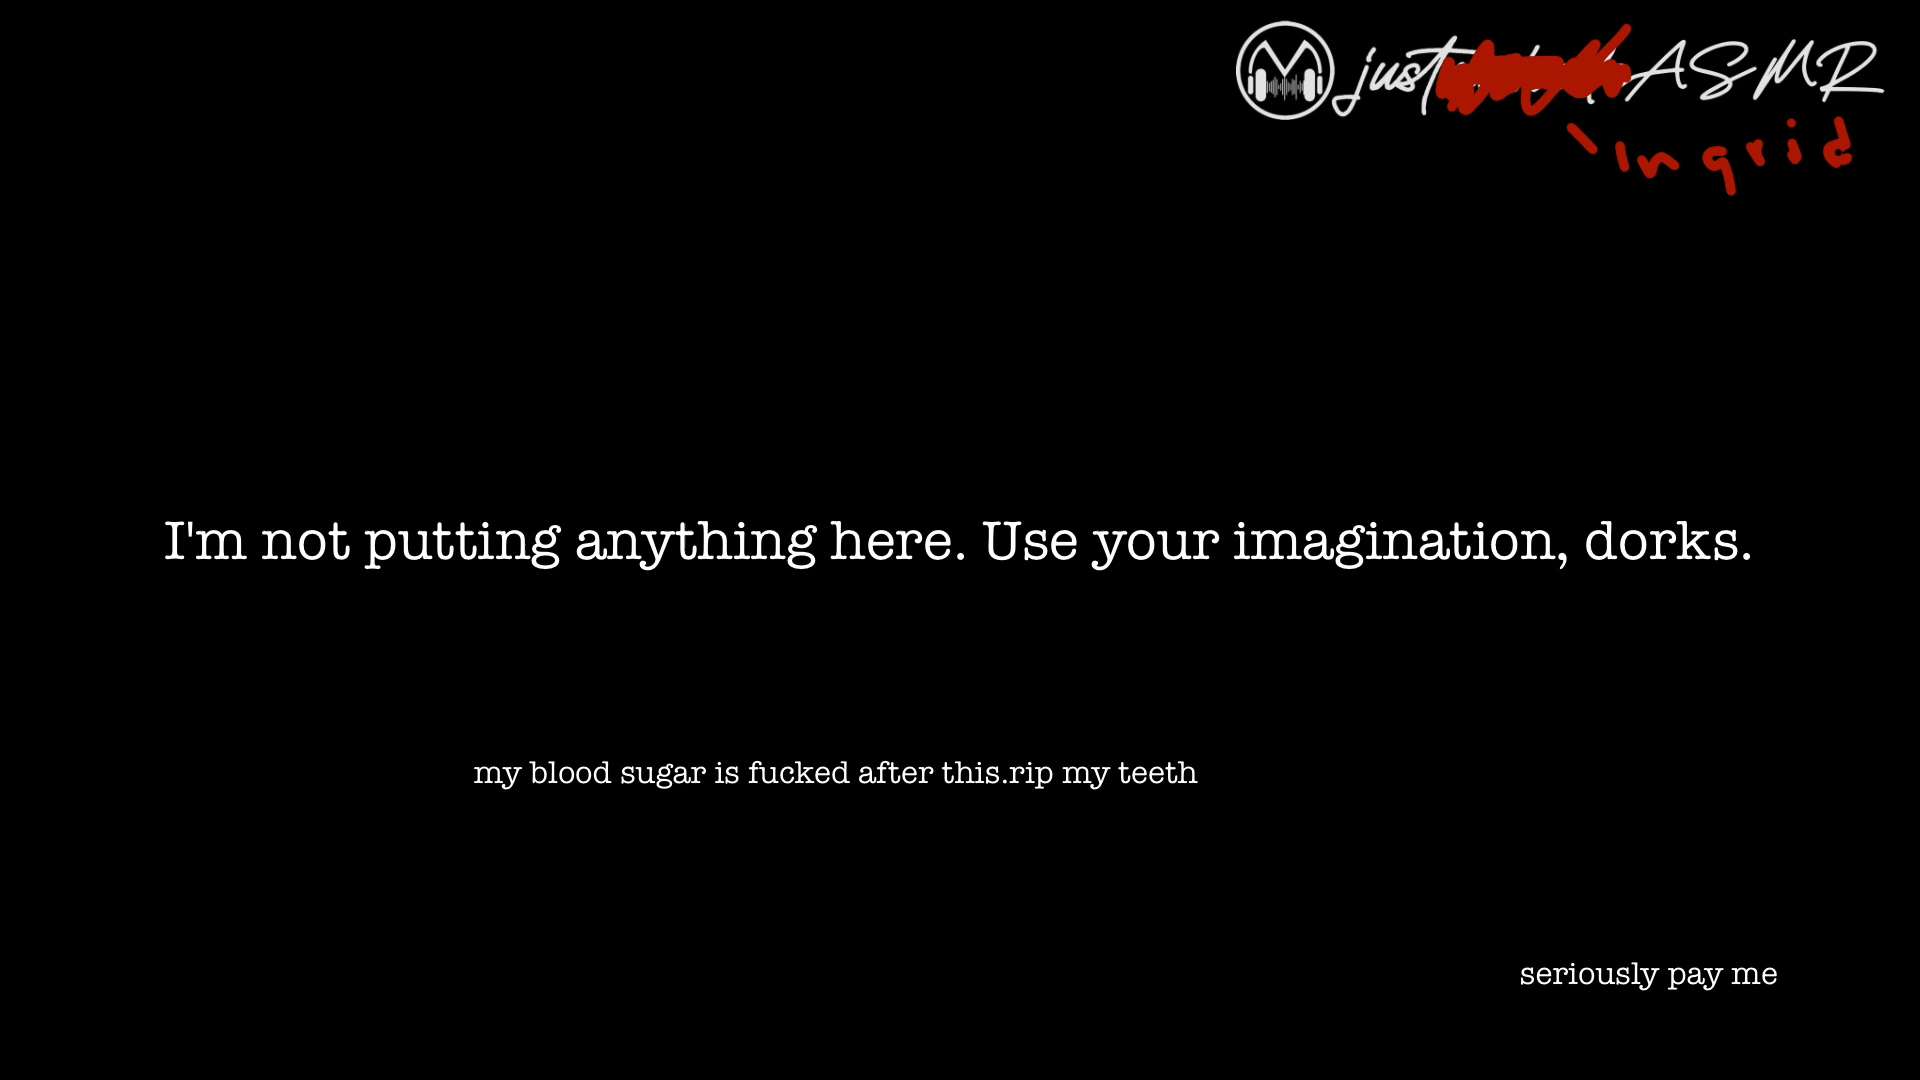 just ASMR
Ingrid
I'm not putting anything here. Use your imagination, dorks.
my blood sugar is fucked after this.rip my teeth
seriously pay me